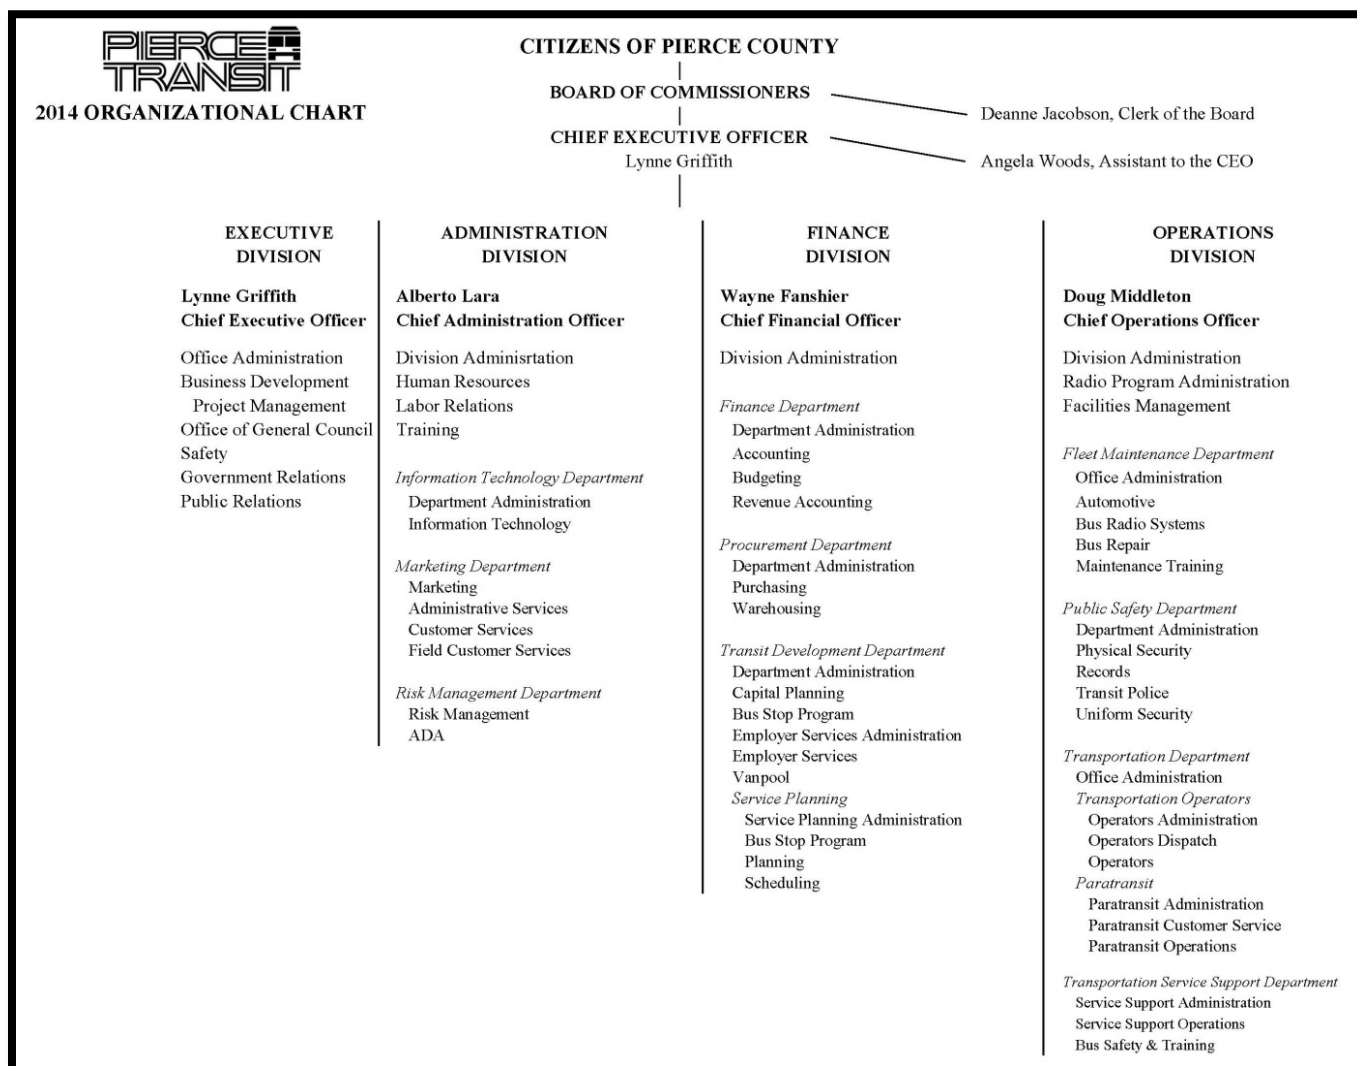 PIERCE
TRANSIT
2014 ORGANIZATIONAL CHART
CITIZENS OF PIERCE COUNTY
BOARD OF COMMISSIONERS
Deanne Jacobson, Clerk of the Board
CHIEF EXECUTIVE OFFICER
Lynne Griffith
Angela Woods, Assistant to the CEO
EXECUTIVE
DIVISION
Lynne Griffith
Chief Executive Officer
Office Administration
Business Development
Project Management
Office of General Council
Safety
Government Relations
Public Relations
ADMINISTRATION
DIVISION
Alberto Lara
Chief Administration Officer
Division Adminisrtation
Human Resources
Labor Relations
Training
Information Technology Department
Department Administration
Information Technology
Marketing Department
Marketing
Administrative Services
Customer Services
Field Customer Services
Risk Management Department
Risk Management
ADA
FINANCE
DIVISION
Wayne Fanshier
Chief Financial Officer
Division Administration
Finance Department
Department Administration
Accounting
Budgeting
Revenue Accounting
Procurement Department
Department Administration
Purchasing
Warehousing
Transit Development Department
Department Administration
Capital Planning
Bus Stop Program
Employer Services Administration
Employer Services
Vanpool
Service Planning
Service Planning Administration
Bus Stop Program
Planning
Scheduling
OPERATIONS
DIVISION
Doug Middleton
Chief Operations Officer
Division Administration
Radio Program Administration
Facilities Management
Fleet Maintenance Department
Office Administration
Automotive
Bus Radio Systems
Bus Repair
Maintenance Training
Public Safety Department
Department Administration
Physical Security
Records
Transit Police
Uniform Security
Transportation Department
Office Administration
Transportation Operators
Operators Administration
Operators Dispatch
Operators
Paratransit
Paratransit Administration
Paratransit Customer Service
Paratransit Operations
Transportation Service Support Department
Service Support Administration
Service Support Operations
Bus Safety & Training